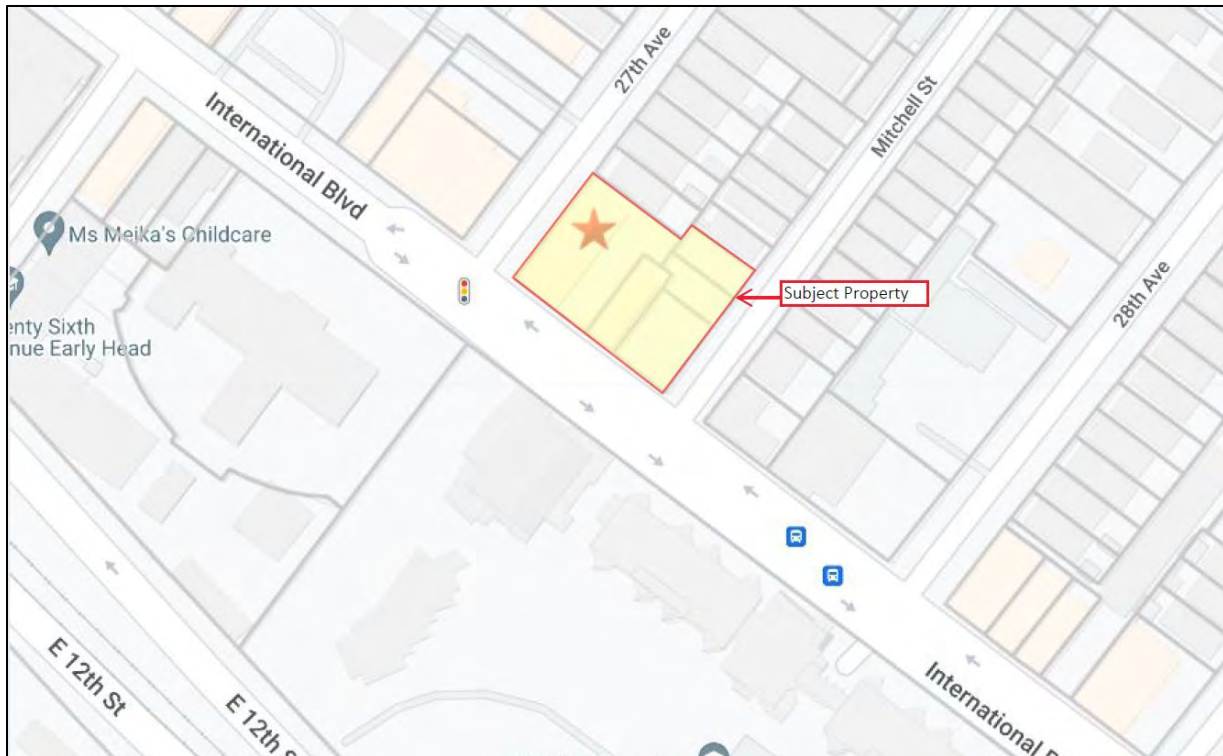 27th Ave
International Blvd
Mitchell St
Ms Meika's Childcare
28th Ave
Subject Property
enty Sixth
nue Early Head
E 12th St
E 12th S
International B